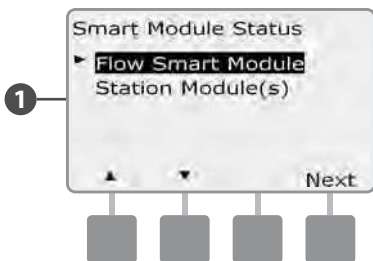 Smart Module Status
Flow Smart Module
Station Module(s)
1
Next